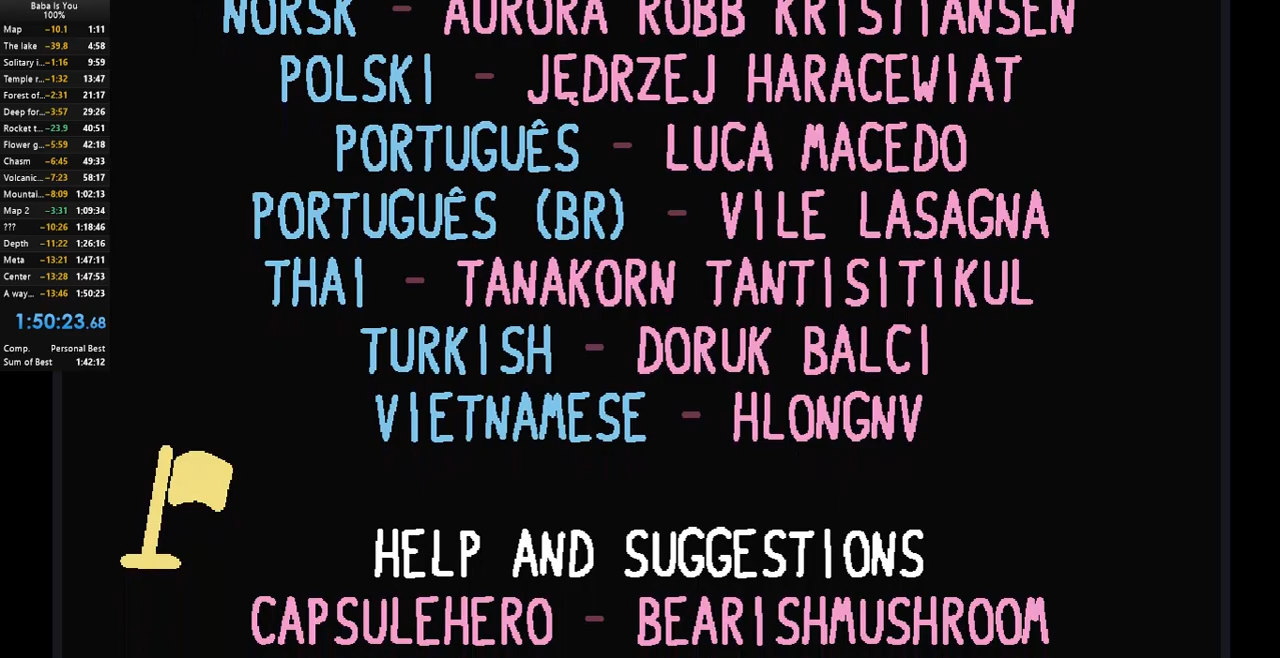 Baba Is You
100%
Map -10.1 1:11
The lake -39.8 4:58
Solitary i... -1:16 9:59
Temple r... -1:32 13:47
Forest of... -2:31 21:17
Deep for... -3:57 29:26
Rocket t... -23.9 40:51
Flower g... -5:59 42:18
Chasm -6:45 49:33
Volcanic... -7:23 58:17
Mountai... -8:09 1:02:13
Map 2 -3:31 1:09:34
??? -10:26 1:18:46
Depth -11:22 1:26:16
Meta -13:21 1:47:11
Center -13:28 1:47:53
A way... -13:46 1:50:23
1:50:23.68
Comp. Personal Best
Sum of Best 1:42:12
NORSK - AURORA ROBB KRISTIANSEN
POLSKI - JĘDRZEJ HARACEWIAT
PORTUGUÊS - LUCA MACEDO
PORTUGUÊS (BR) - VILE LASAGNA
THAI - TANAKORN TANTISITIKUL
TURKISH - DORUK BALCI
VIETNAMESE - HLONGNV
HELP AND SUGGESTIONS
CAPSULEHERO - BEARISHMUSHROOM